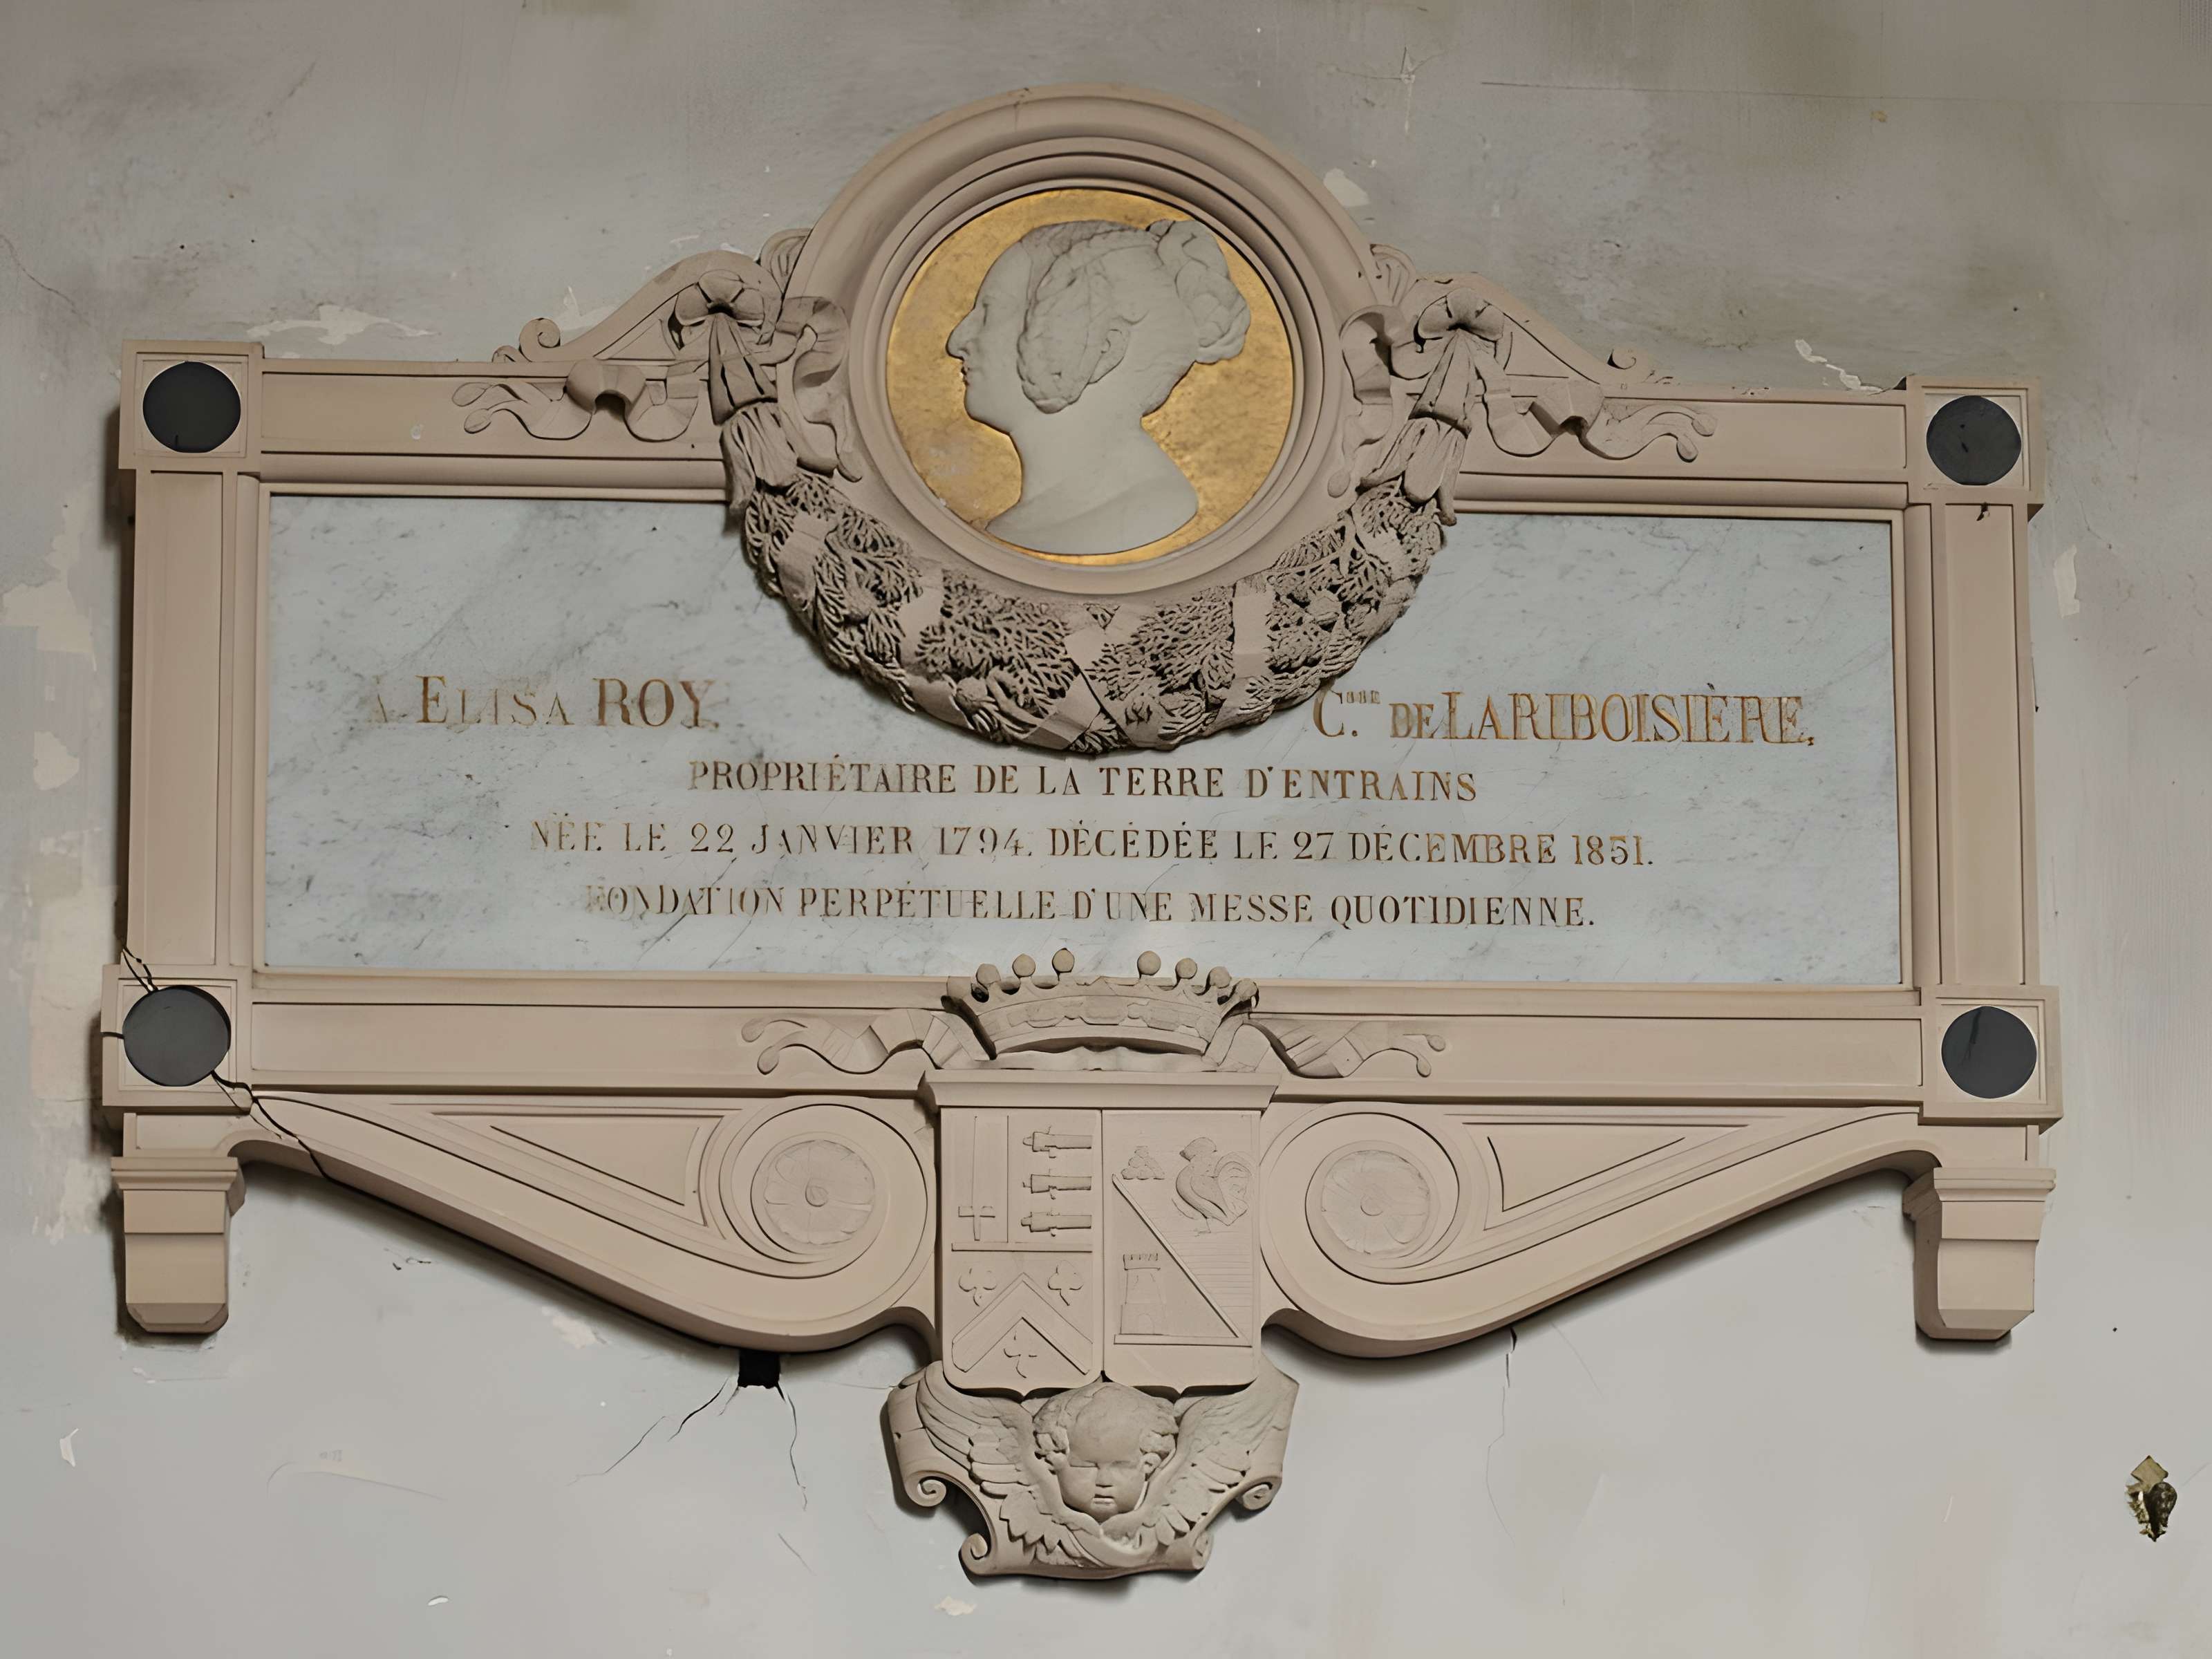 A ELISA ROY. C.TESSE DE LARIBOISIÈRE,
PROPRIÉTAIRE DE LA TERRE D'ENTRAINS
NÉE LE 22 JANVIER 1794. DÉCÉDÉE LE 27 DÉCEMBRE 1851.
FONDATION PERPÉTUELLE D'UNE MESSE QUOTIDIENNE.